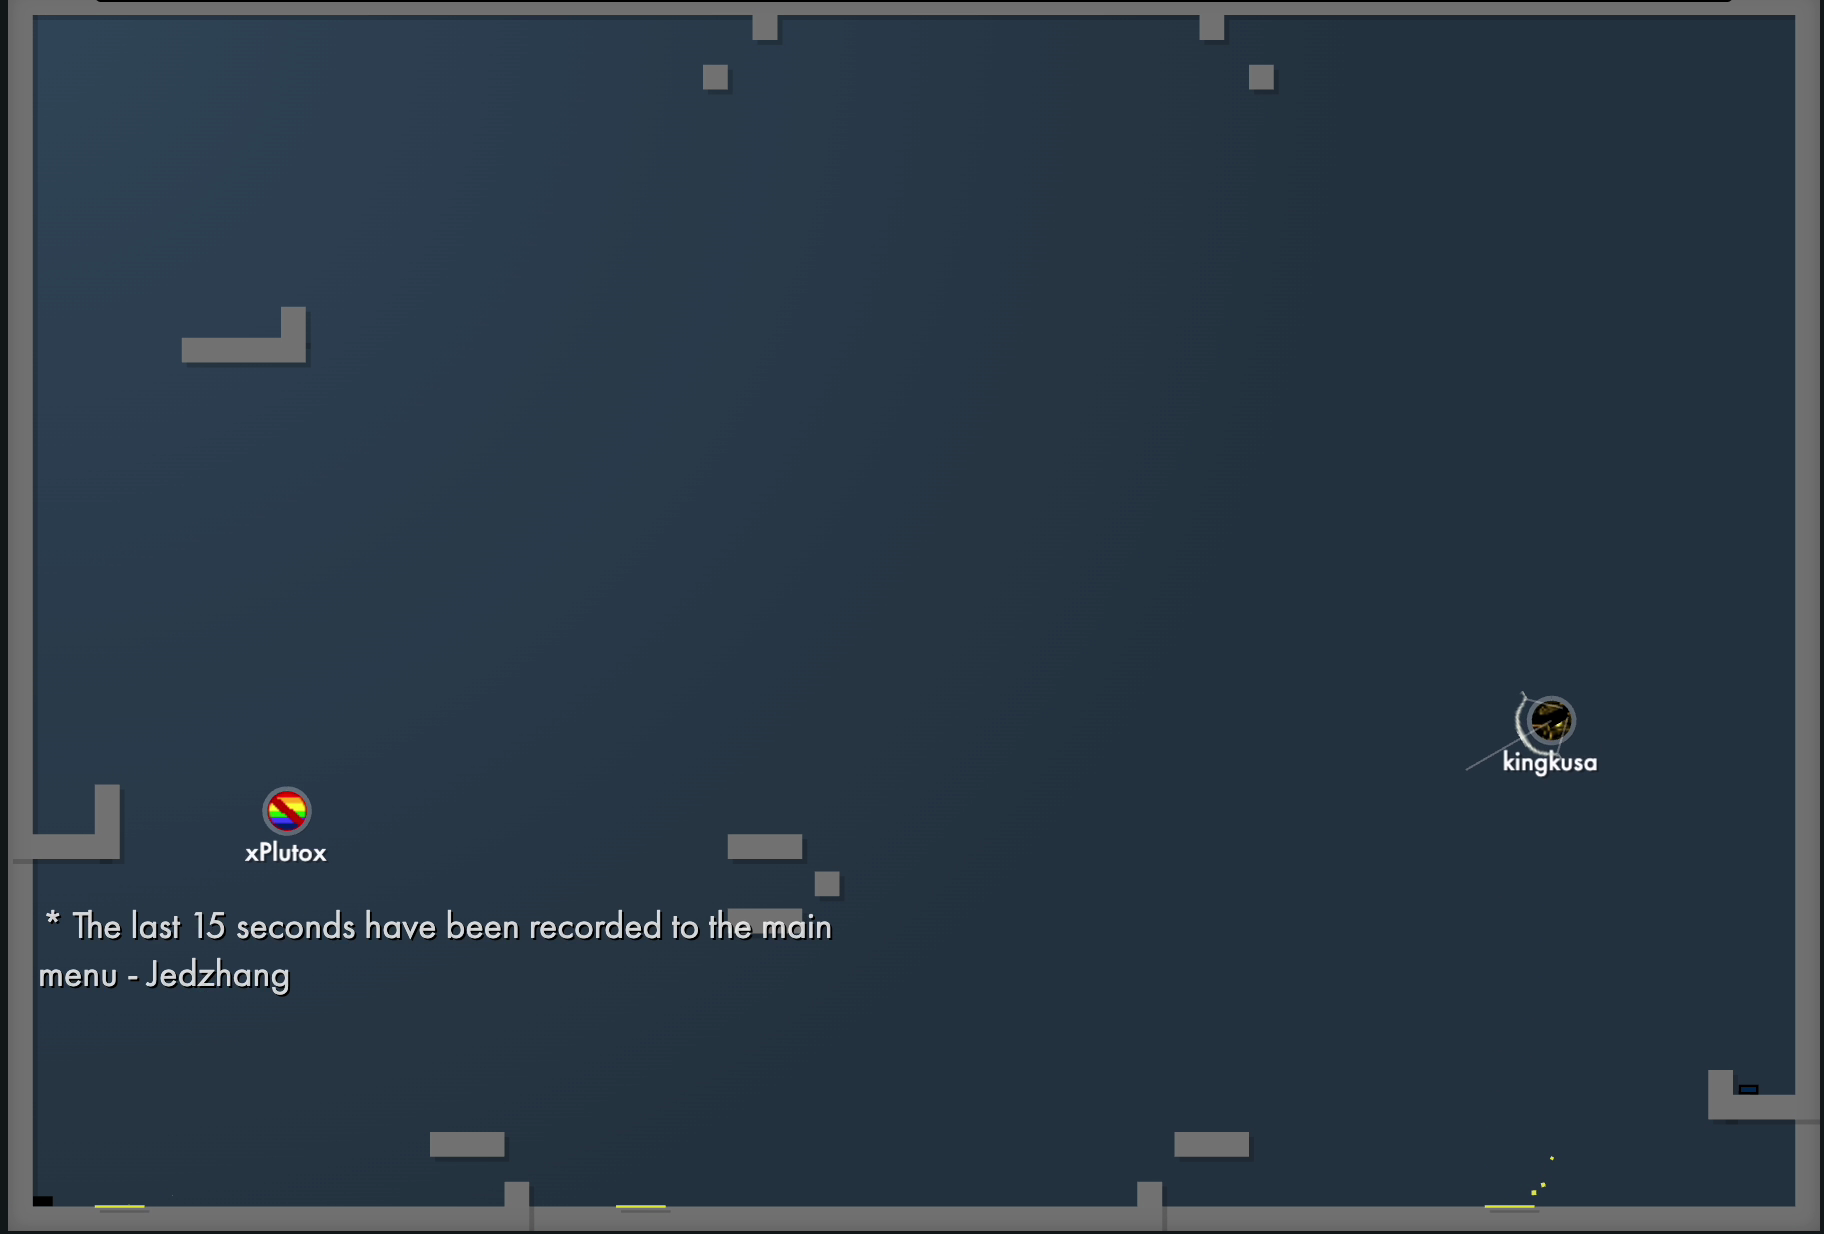 kingkusa
xPlutox
* The last 15 seconds have been recorded to the main
menu - Jedzhang